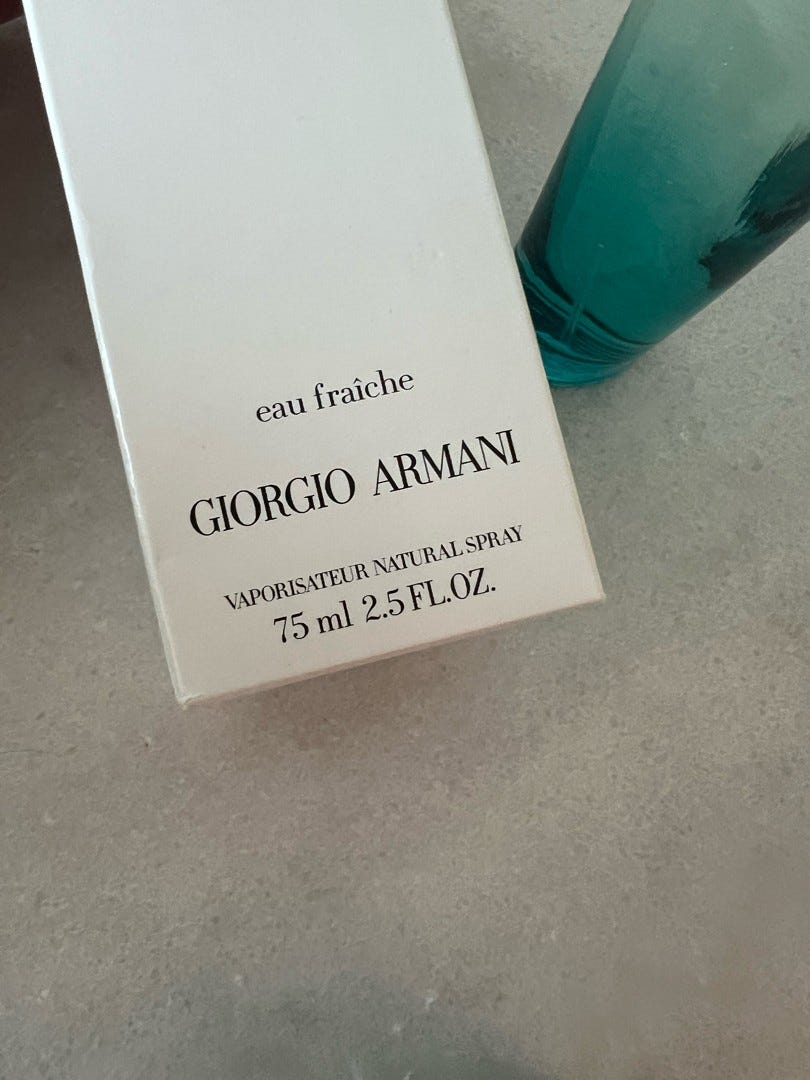 eau fraîche
GIORGIO ARMANI
VAPORISATEUR NATURAL SPRAY
75 ml 2.5 FL.OZ.